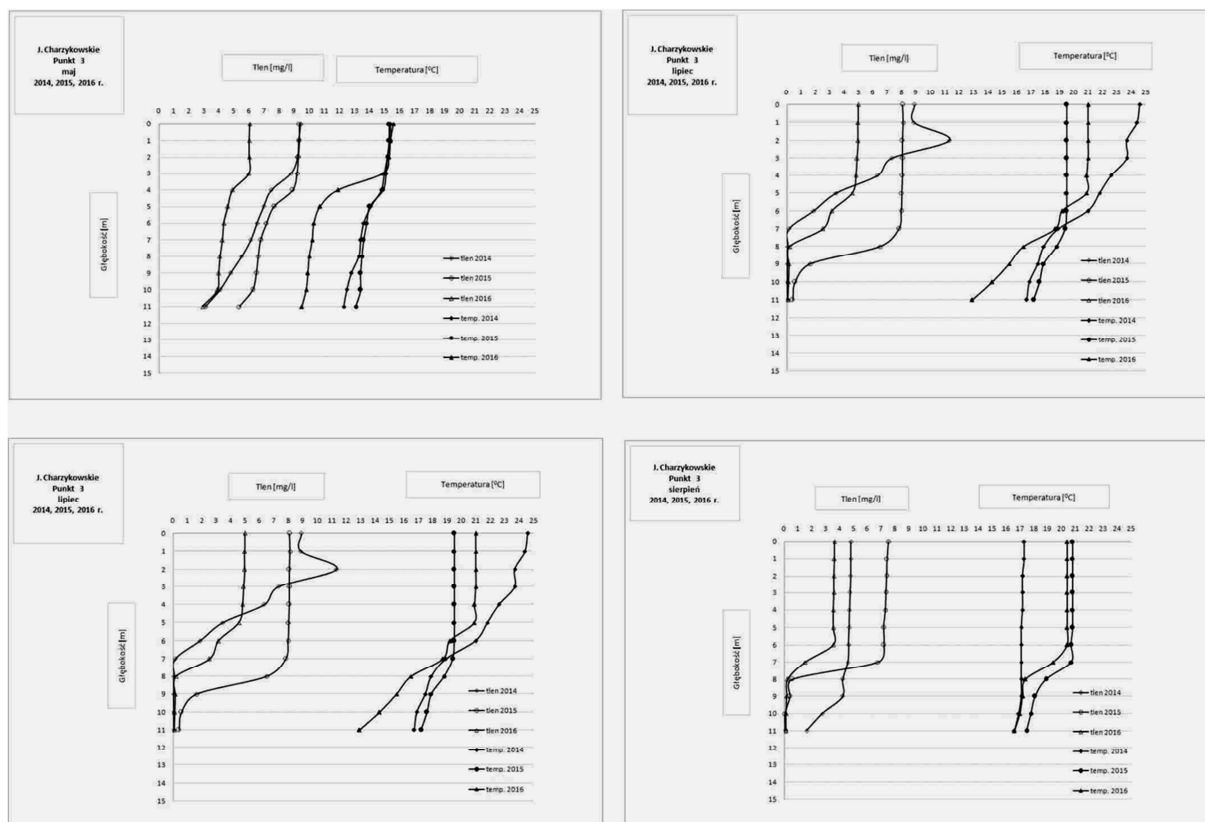 J. Charzykowskie
Punkt 3
maj
2014, 2015, 2016 r.
Tlen [mg/l]
Temperatura [⁰C]
0 1 2 3 4 5 6 7 8 9 10 11 12 13 14 15 16 17 18 19 20 21 22 23 24 25
0
1
2
3
4
5
6
7
8
9
10
11
12
13
14
15
Głębokość [m]
tlen 2014
tlen 2015
tlen 2016
temp. 2014
temp. 2015
temp. 2016
J. Charzykowskie
Punkt 3
lipiec
2014, 2015, 2016 r.
Tlen [mg/l]
Temperatura [⁰C]
0 1 2 3 4 5 6 7 8 9 10 11 12 13 14 15 16 17 18 19 20 21 22 23 24 25
0
1
2
3
4
5
6
7
8
9
10
11
12
13
14
15
Głębokość [m]
tlen 2014
tlen 2015
tlen 2016
temp. 2014
temp. 2015
temp. 2016
J. Charzykowskie
Punkt 3
lipiec
2014, 2015, 2016 r.
Tlen [mg/l]
Temperatura [⁰C]
0 1 2 3 4 5 6 7 8 9 10 11 12 13 14 15 16 17 18 19 20 21 22 23 24 25
0
1
2
3
4
5
6
7
8
9
10
11
12
13
14
15
Głębokość [m]
tlen 2014
tlen 2015
tlen 2016
temp. 2014
temp. 2015
temp. 2016
J. Charzykowskie
Punkt 3
sierpień
2014, 2015, 2016 r.
Tlen [mg/l]
Temperatura [⁰C]
0 1 2 3 4 5 6 7 8 9 10 11 12 13 14 15 16 17 18 19 20 21 22 23 24 25
0
1
2
3
4
5
6
7
8
9
10
11
12
13
14
15
Głębokość [m]
tlen 2014
tlen 2015
tlen 2016
temp. 2014
temp. 2015
temp. 2016